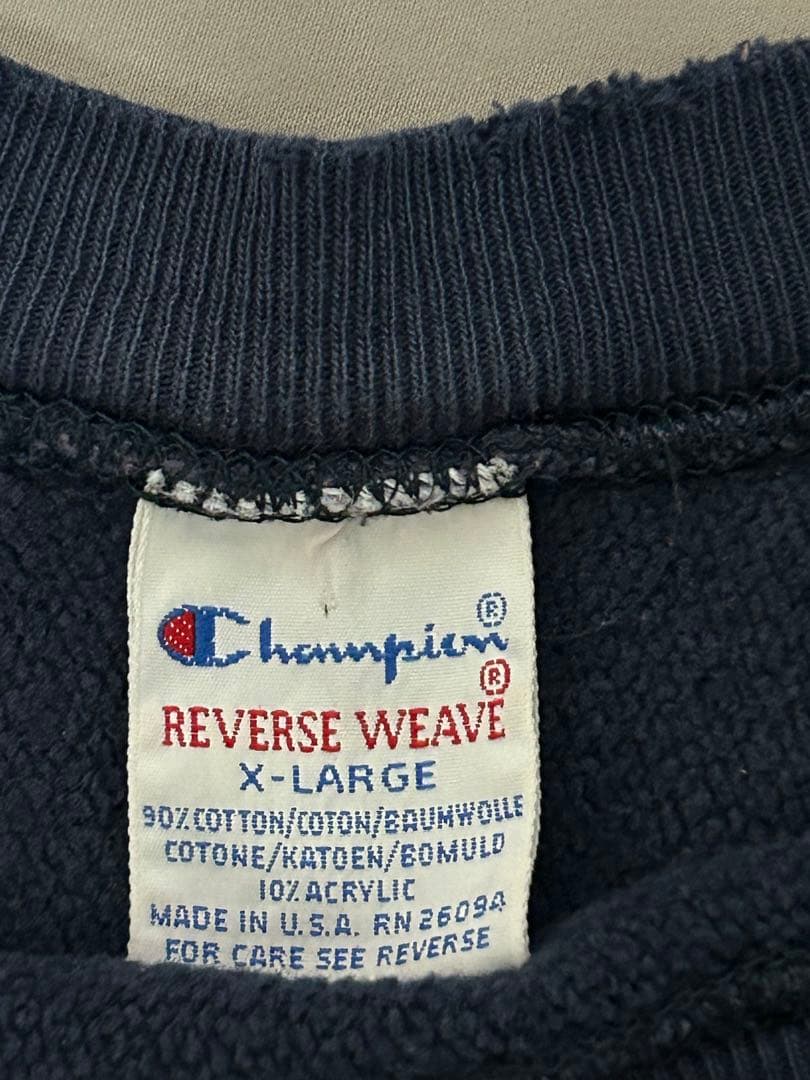 Champion®
REVERSE WEAVE®
X-LARGE
90% COTTON/COTON/BAUMWOLLE
COTONE/KATOEN/BOMULD
10% ACRYLIC
MADE IN U.S.A. RN 26094
FOR CARE SEE REVERSE